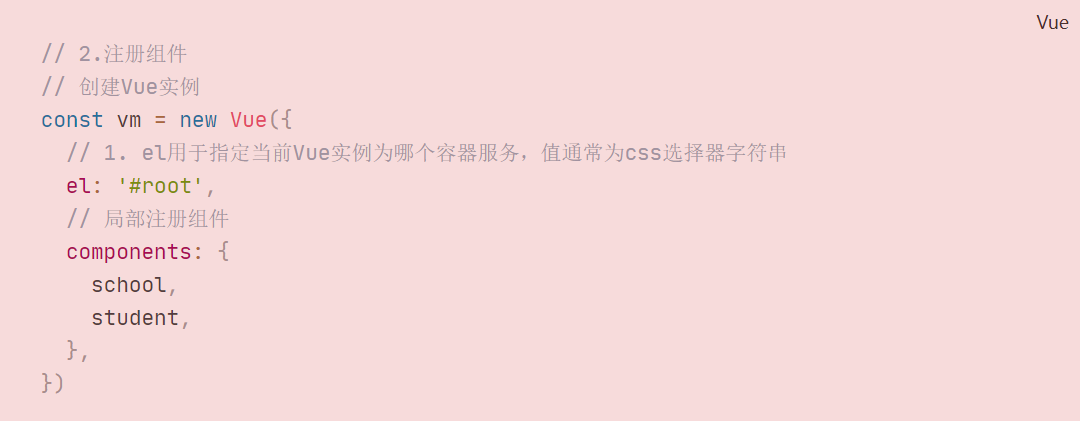 Vue
// 2.注册组件
// 创建Vue实例
const vm = new Vue({
  // 1. el用于指定当前Vue实例为哪个容器服务，值通常为css选择器字符串
  el: '#root',
  // 局部注册组件
  components: {
    school,
    student,
  },
})